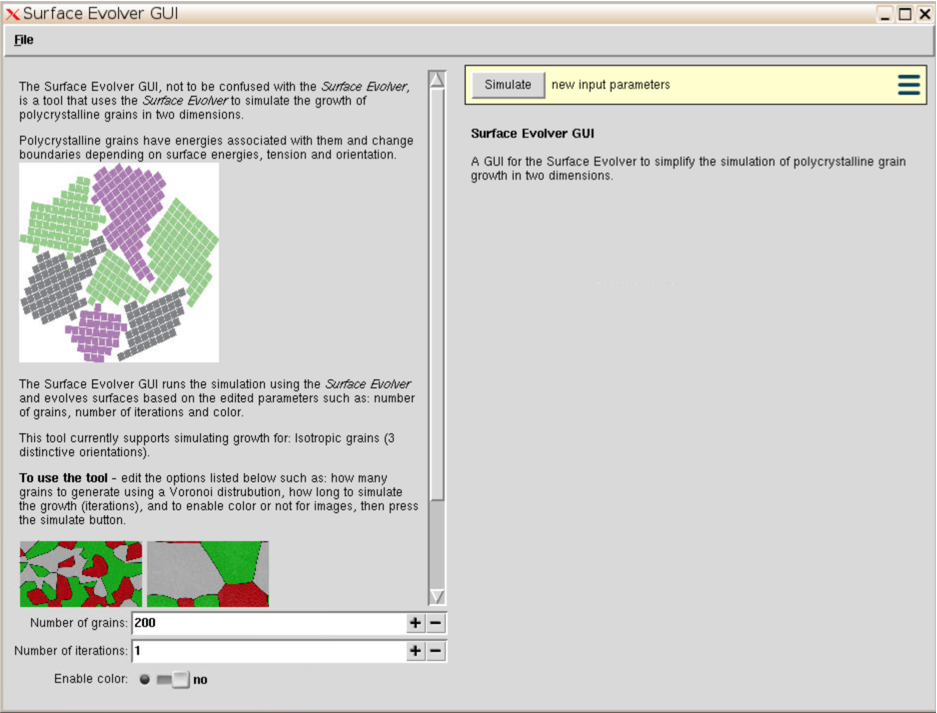 Surface Evolver GUI
File
The Surface Evolver GUI, not to be confused with the Surface Evolver,
is a tool that uses the Surface Evolver to simulate the growth of
polycrystalline grains in two dimensions.
Polycrystalline grains have energies associated with them and change
boundaries depending on surface energies, tension and orientation.
The Surface Evolver GUI runs the simulation using the Surface Evolver
and evolves surfaces based on the edited parameters such as: number
of grains, number of iterations and color.
This tool currently supports simulating growth for: Isotropic grains (3
distinctive orientations).
To use the tool - edit the options listed below such as: how many
grains to generate using a Voronoi distrubution, how long to simulate
the growth (iterations), and to enable color or not for images, then press
the simulate button.
Number of grains: 200
Number of iterations: 1
Enable color: no
Simulate new input parameters
Surface Evolver GUI
A GUI for the Surface Evolver to simplify the simulation of polycrystalline grain
growth in two dimensions.